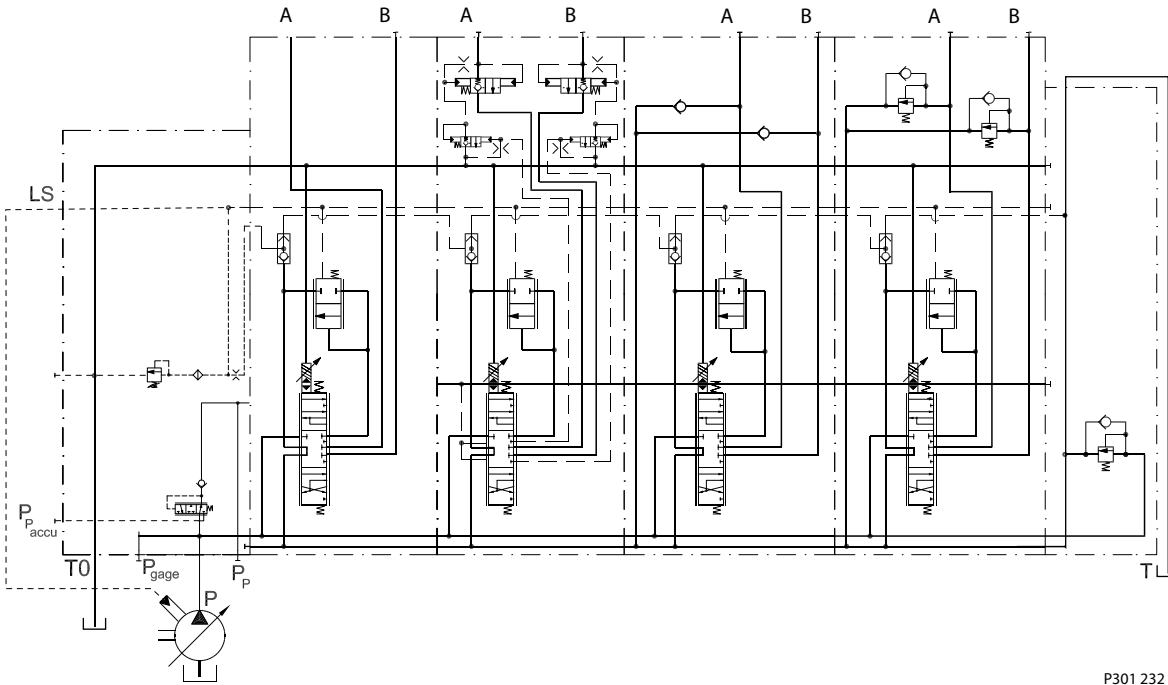 A B A B A B A B
LS
P
P accu
T0
P gage
P P
P
T
P301 232